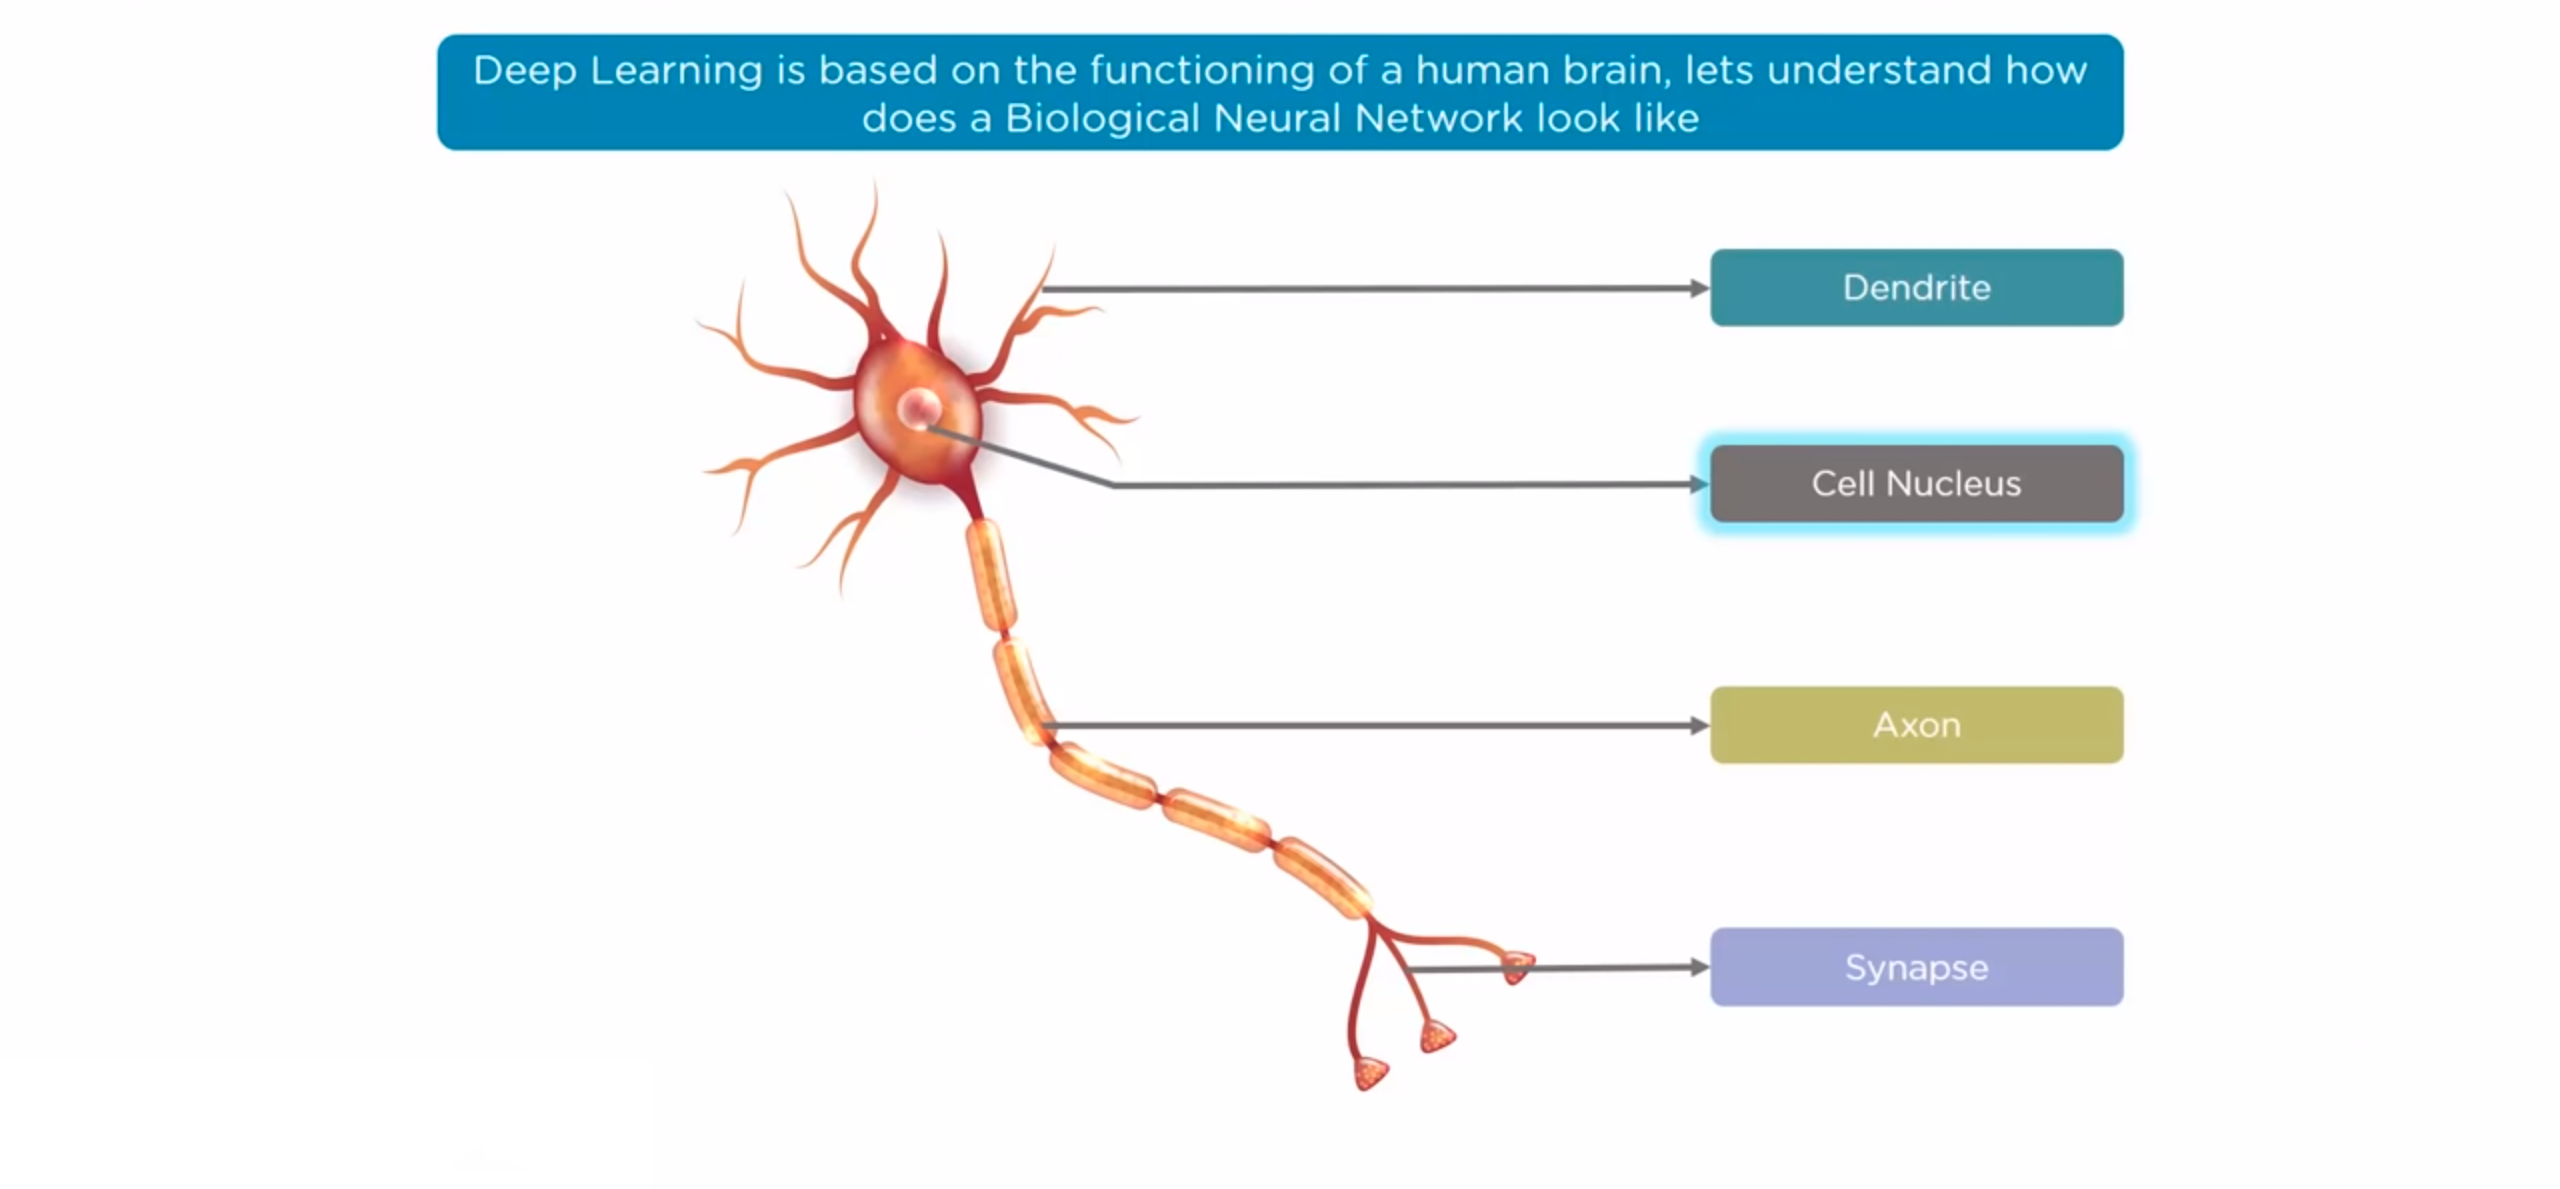 Deep Learning is based on the functioning of a human brain, lets understand how
does a Biological Neural Network look like
Dendrite
Cell Nucleus
Axon
Synapse